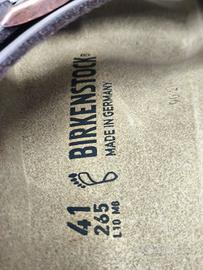 BIRKENSTOCK®
MADE IN GERMANY
41
265
L10 M8